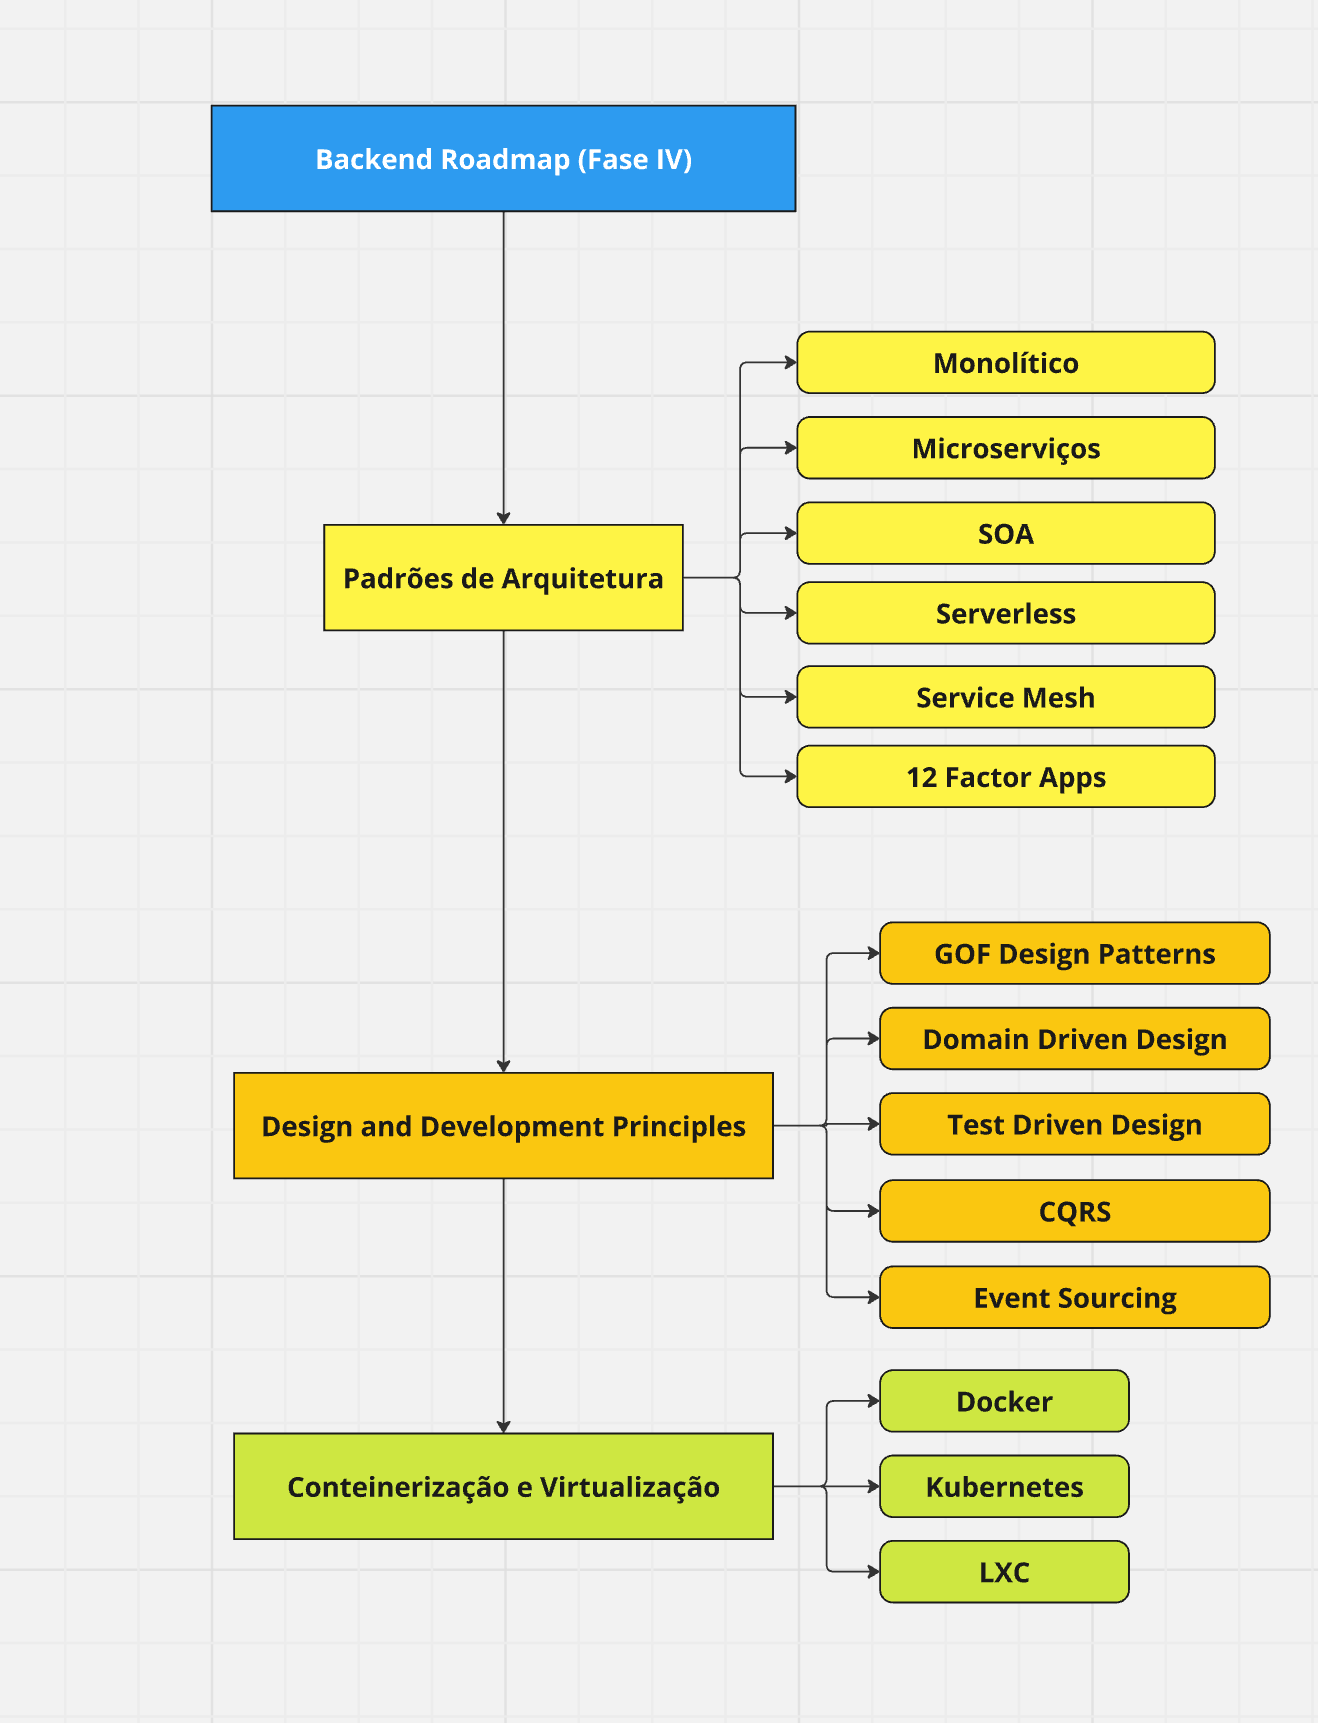 Backend Roadmap (Fase IV)
Padrões de Arquitetura
Monolítico
Microserviços
SOA
Serverless
Service Mesh
12 Factor Apps
Design and Development Principles
GOF Design Patterns
Domain Driven Design
Test Driven Design
CQRS
Event Sourcing
Conteinerização e Virtualização
Docker
Kubernetes
LXC